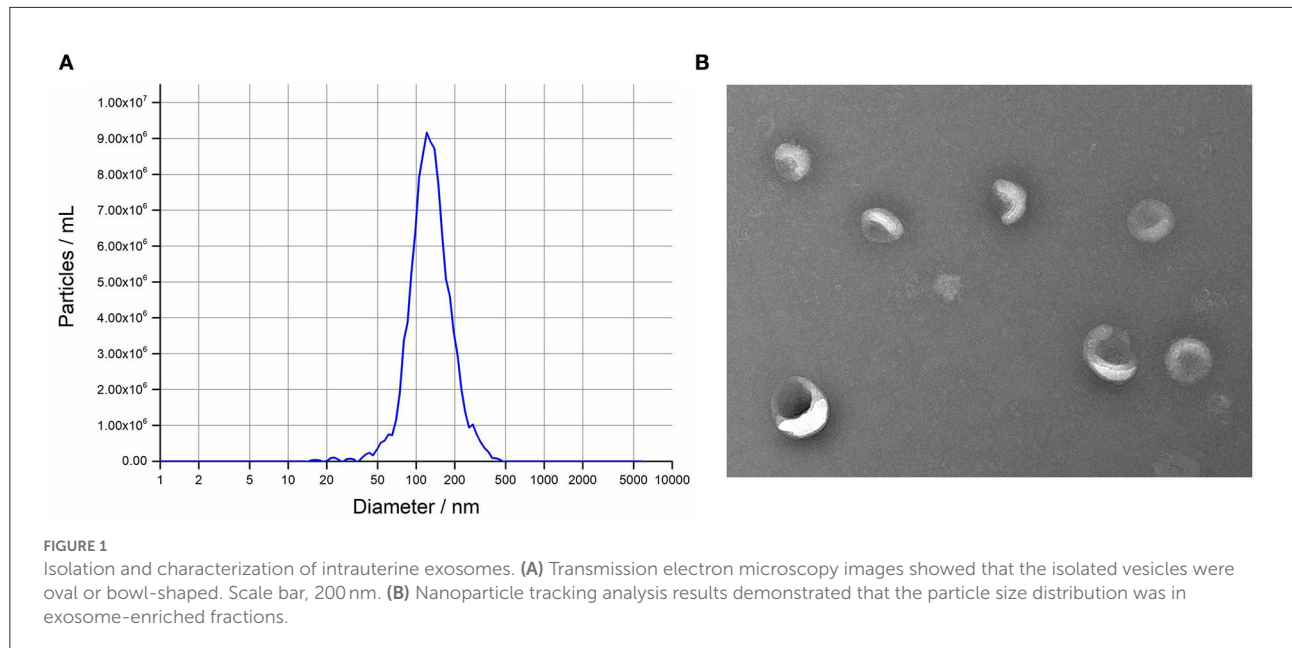 A
B
1.00x10⁷
9.00x10⁶
8.00x10⁶
7.00x10⁶
6.00x10⁶
5.00x10⁶
4.00x10⁶
3.00x10⁶
2.00x10⁶
1.00x10⁶
0.00
Particles / mL
1 2 5 10 20 50 100 200 500 1000 2000 5000 10000
Diameter / nm
FIGURE 1
Isolation and characterization of intrauterine exosomes. (A) Transmission electron microscopy images showed that the isolated vesicles were
oval or bowl-shaped. Scale bar, 200 nm. (B) Nanoparticle tracking analysis results demonstrated that the particle size distribution was in
exosome-enriched fractions.